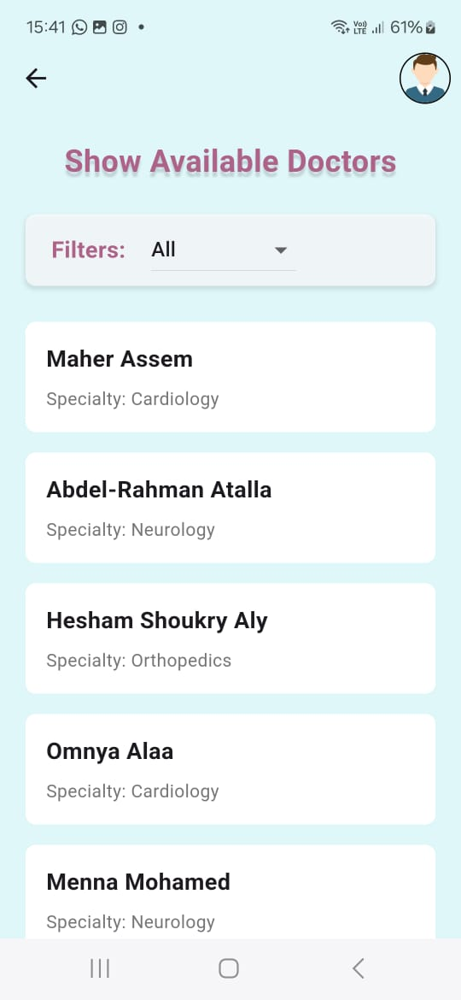 15:41
Vo))
LTE
61%
Show Available Doctors
Filters: All
Maher Assem
Specialty: Cardiology
Abdel-Rahman Atalla
Specialty: Neurology
Hesham Shoukry Aly
Specialty: Orthopedics
Omnya Alaa
Specialty: Cardiology
Menna Mohamed
Specialty: Neurology